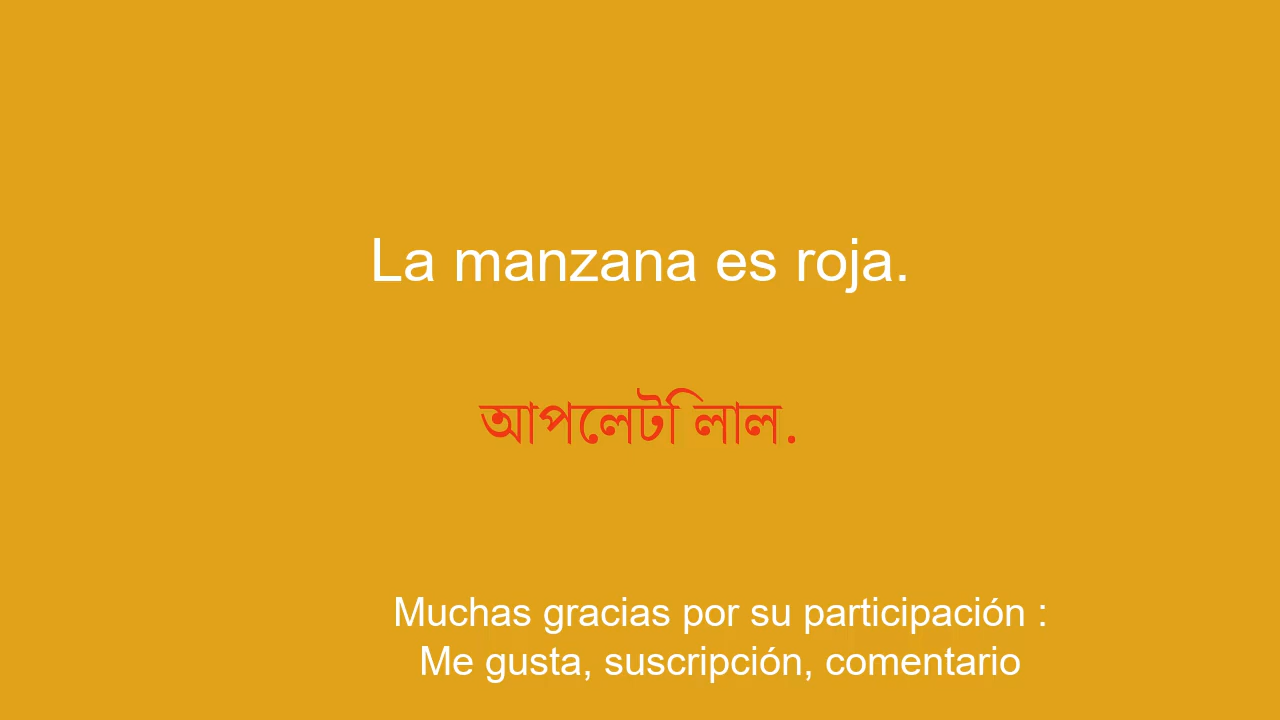 La manzana es roja.
আপেলটি লাল.
Muchas gracias por su participación :
Me gusta, suscripción, comentario